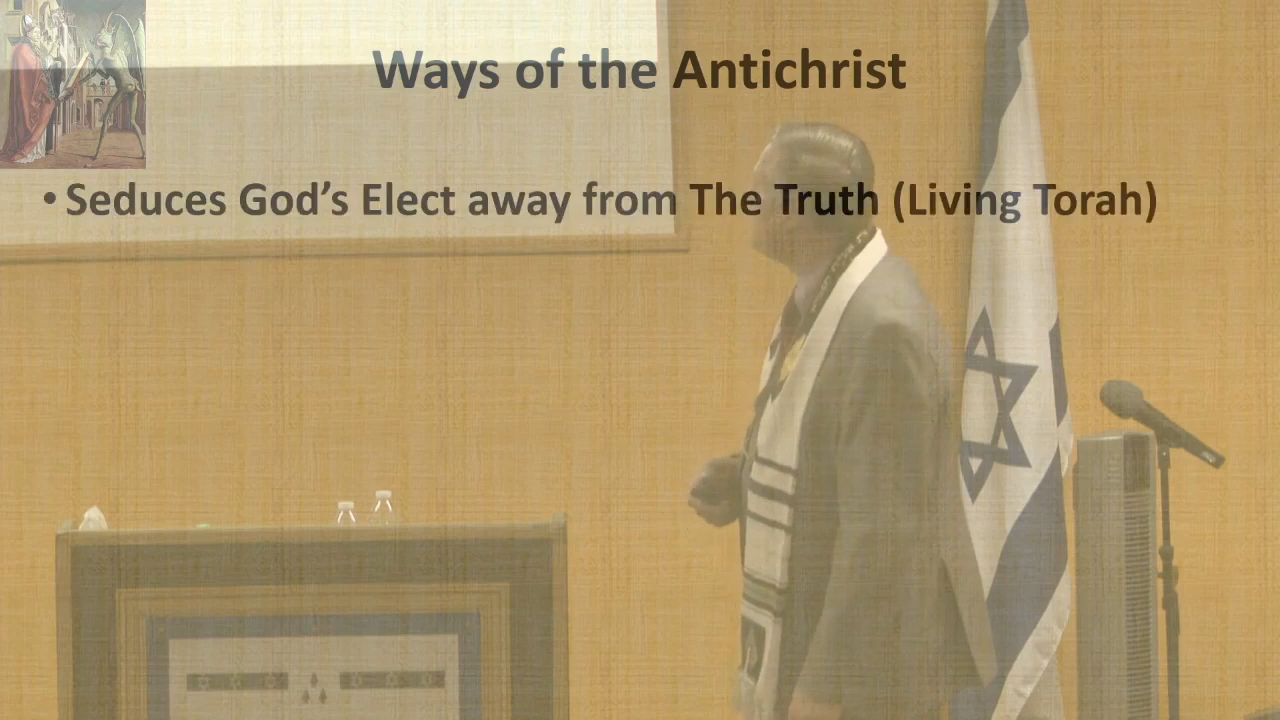 Ways of the Antichrist
• Seduces God’s Elect away from The Truth (Living Torah)